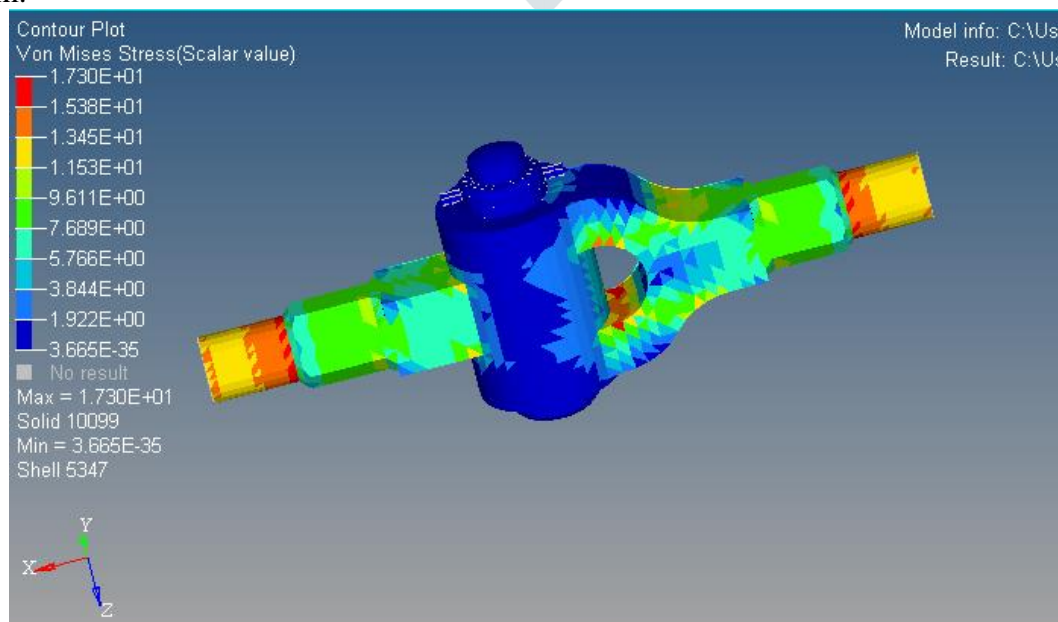 Contour Plot
Von Mises Stress(Scalar value)
1.730E+01
1.538E+01
1.345E+01
1.153E+01
9.611E+00
7.689E+00
5.766E+00
3.844E+00
1.922E+00
3.665E-35
No result
Max = 1.730E+01
Solid 10099
Min = 3.665E-35
Shell 5347
Model info: C:\Us
Result: C:\Us
Y
X
Z